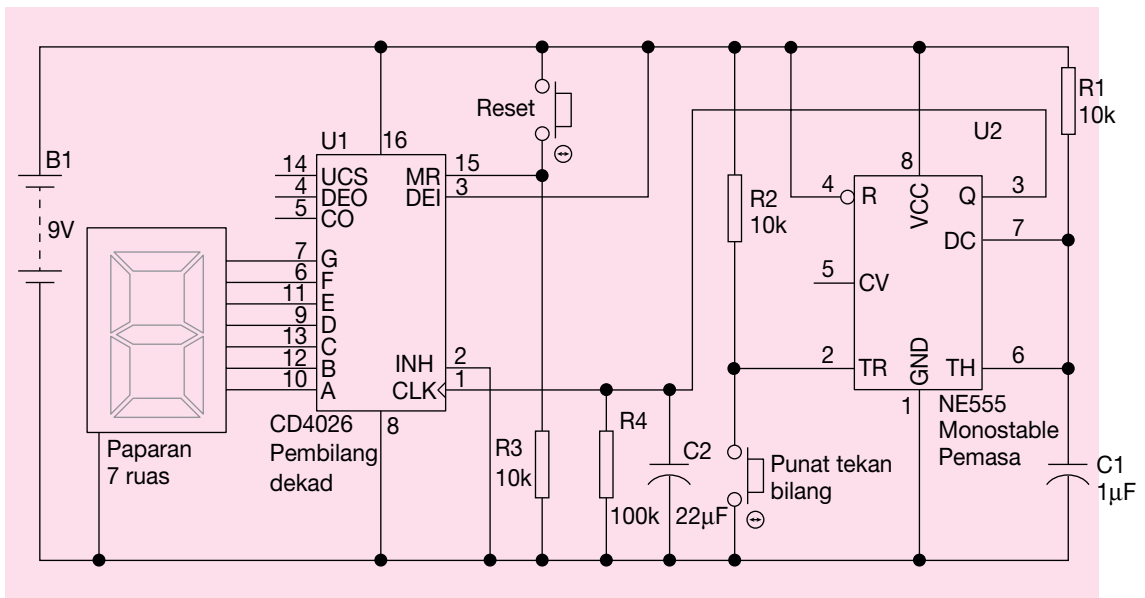 B1
9V
Paparan
7 ruas
U1
16
14
4
5
7
6
11
9
13
12
10
UCS
DEO
CO
G
F
E
D
C
B
A
MR
DEI
INH
CLK
15
3
2
1
8
CD4026
Pembilang
dekad
Reset
R3
10k
R4
100k
C2
22µF
R2
10k
Punat tekan
bilang
U2
8
4
5
2
R
CV
TR
VCC
GND
Q
DC
TH
3
7
6
1
NE555
Monostable
Pemasa
R1
10k
C1
1µF